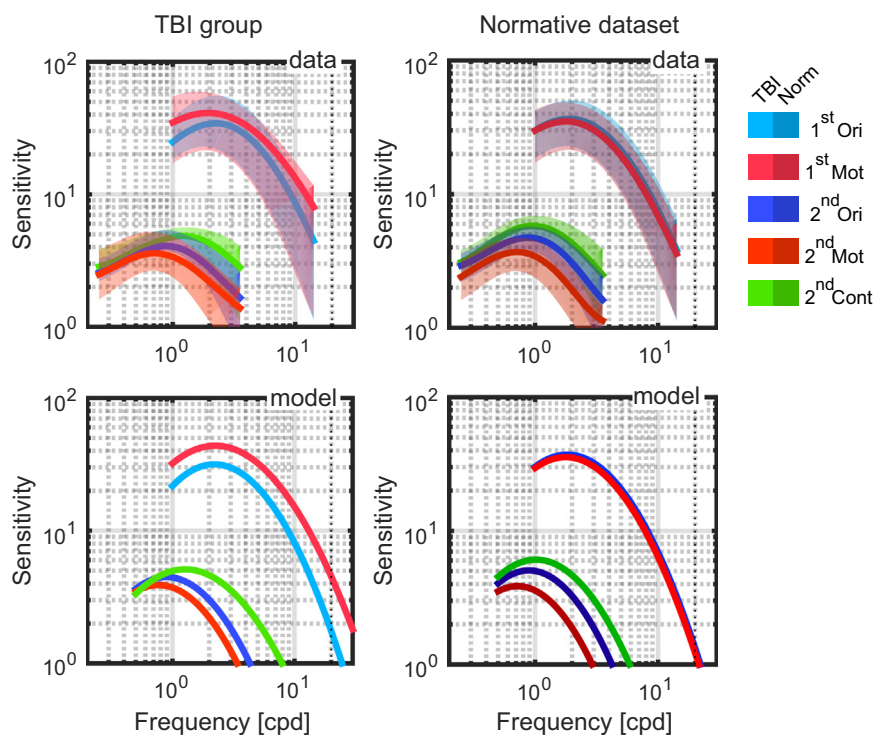 TBI group
Normative dataset
data
data
Sensitivity
10^2
10^1
10^0
10^0
10^1
Sensitivity
10^2
10^1
10^0
10^0
10^1
TBI
Norm
1^st Ori
1^st Mot
2^nd Ori
2^nd Mot
2^nd Cont
model
model
Sensitivity
10^2
10^1
10^0
10^0
10^1
Frequency [cpd]
Sensitivity
10^2
10^1
10^0
10^0
10^1
Frequency [cpd]